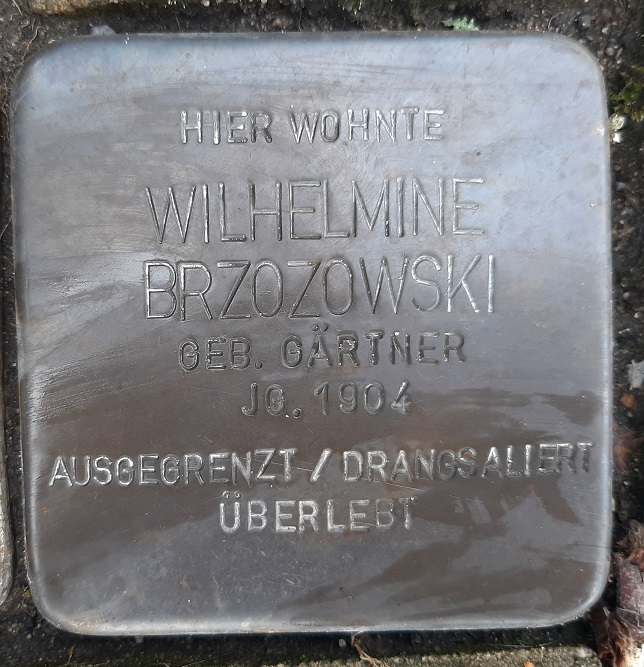 HIER WOHNTE
WILHELMINE
BRZOZOWSKI
GEB. GÄRTNER
JG. 1904
AUSGEGRENZT / DRANGSALIERT
ÜBERLEBT